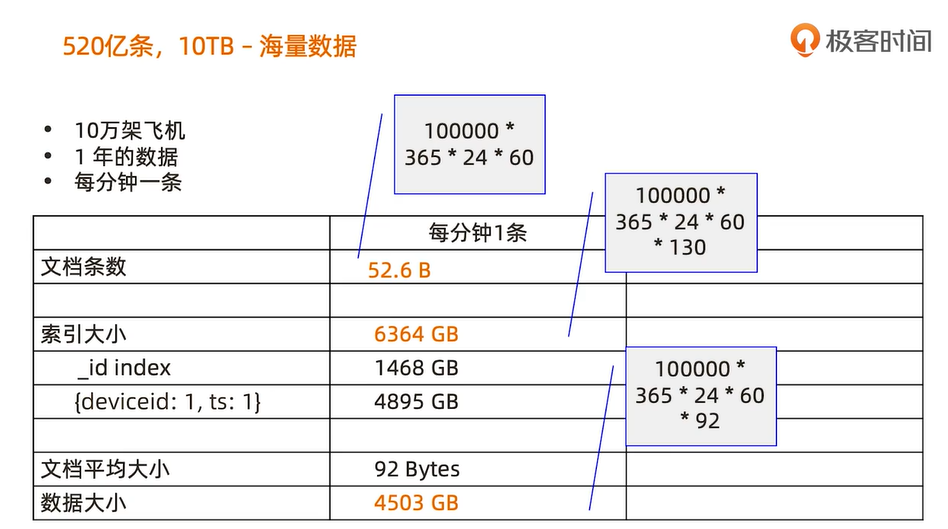 520亿条，10TB – 海量数据
极客时间
• 10万架飞机
• 1 年的数据
• 每分钟一条
100000 *
365 * 24 * 60
100000 *
365 * 24 * 60
* 130
每分钟1条
文档条数 52.6 B
索引大小 6364 GB
_id index 1468 GB
{deviceid: 1, ts: 1} 4895 GB
100000 *
365 * 24 * 60
* 92
文档平均大小 92 Bytes
数据大小 4503 GB